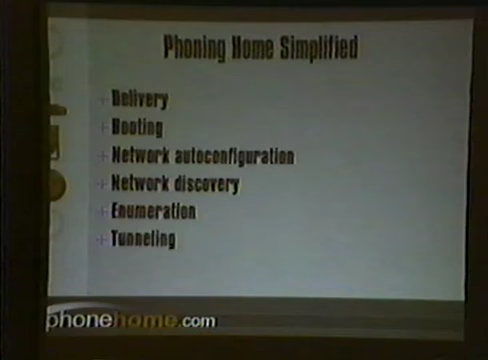 Phoning Home Simplified
Delivery
Booting
Network autoconfiguration
Network discovery
Enumeration
Tunneling
phonehome.com